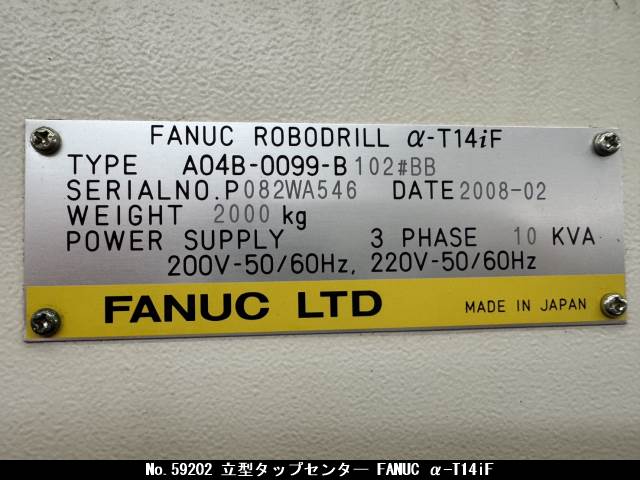 FANUC ROBODRILL α-T14iF
TYPE A04B-0099-B102#BB
SERIALNO.P082WA546 DATE 2008-02
WEIGHT 2000 kg
POWER SUPPLY 3 PHASE 10 KVA
200V-50/60Hz, 220V-50/60Hz
FANUC LTD MADE IN JAPAN
No.59202 立型タップセンター FANUC α-T14iF